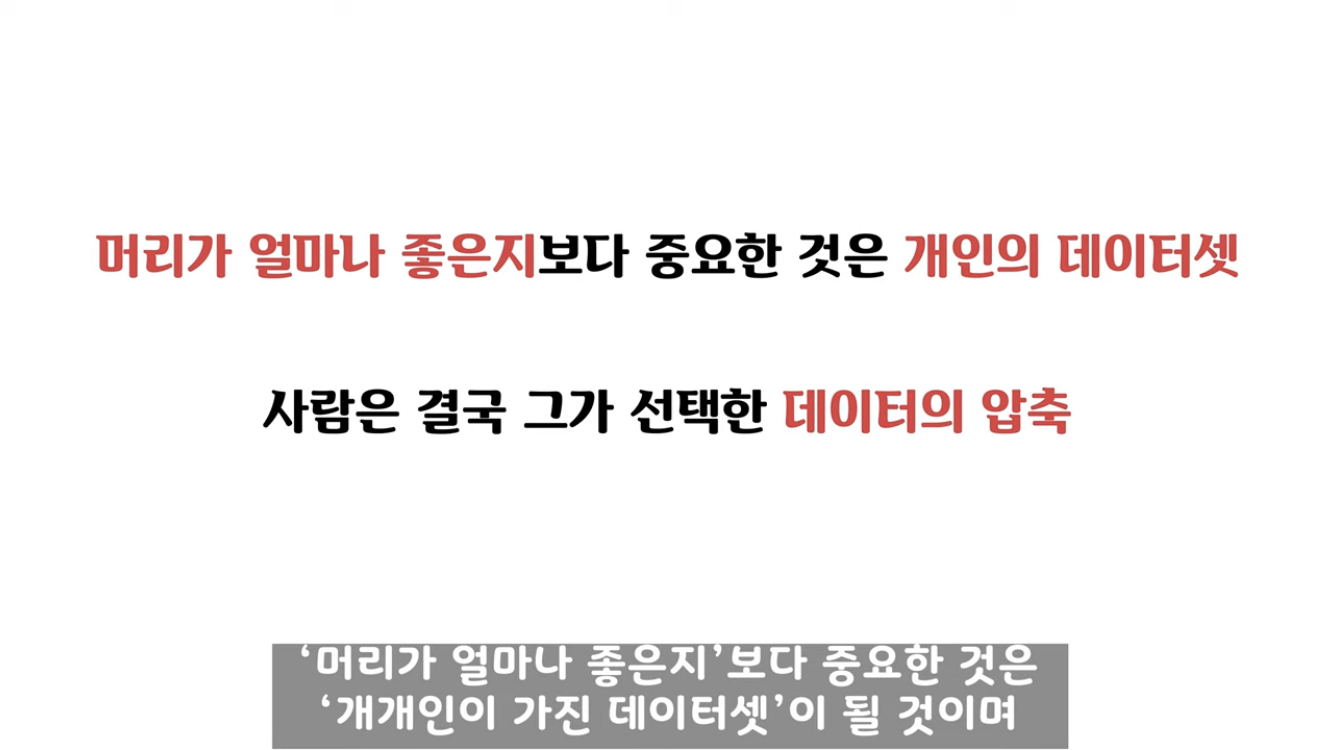 머리가 얼마나 좋은지보다 중요한 것은 개인의 데이터셋
사람은 결국 그가 선택한 데이터의 압축
‘머리가 얼마나 좋은지’보다 중요한 것은
‘개개인이 가진 데이터셋’이 될 것이며